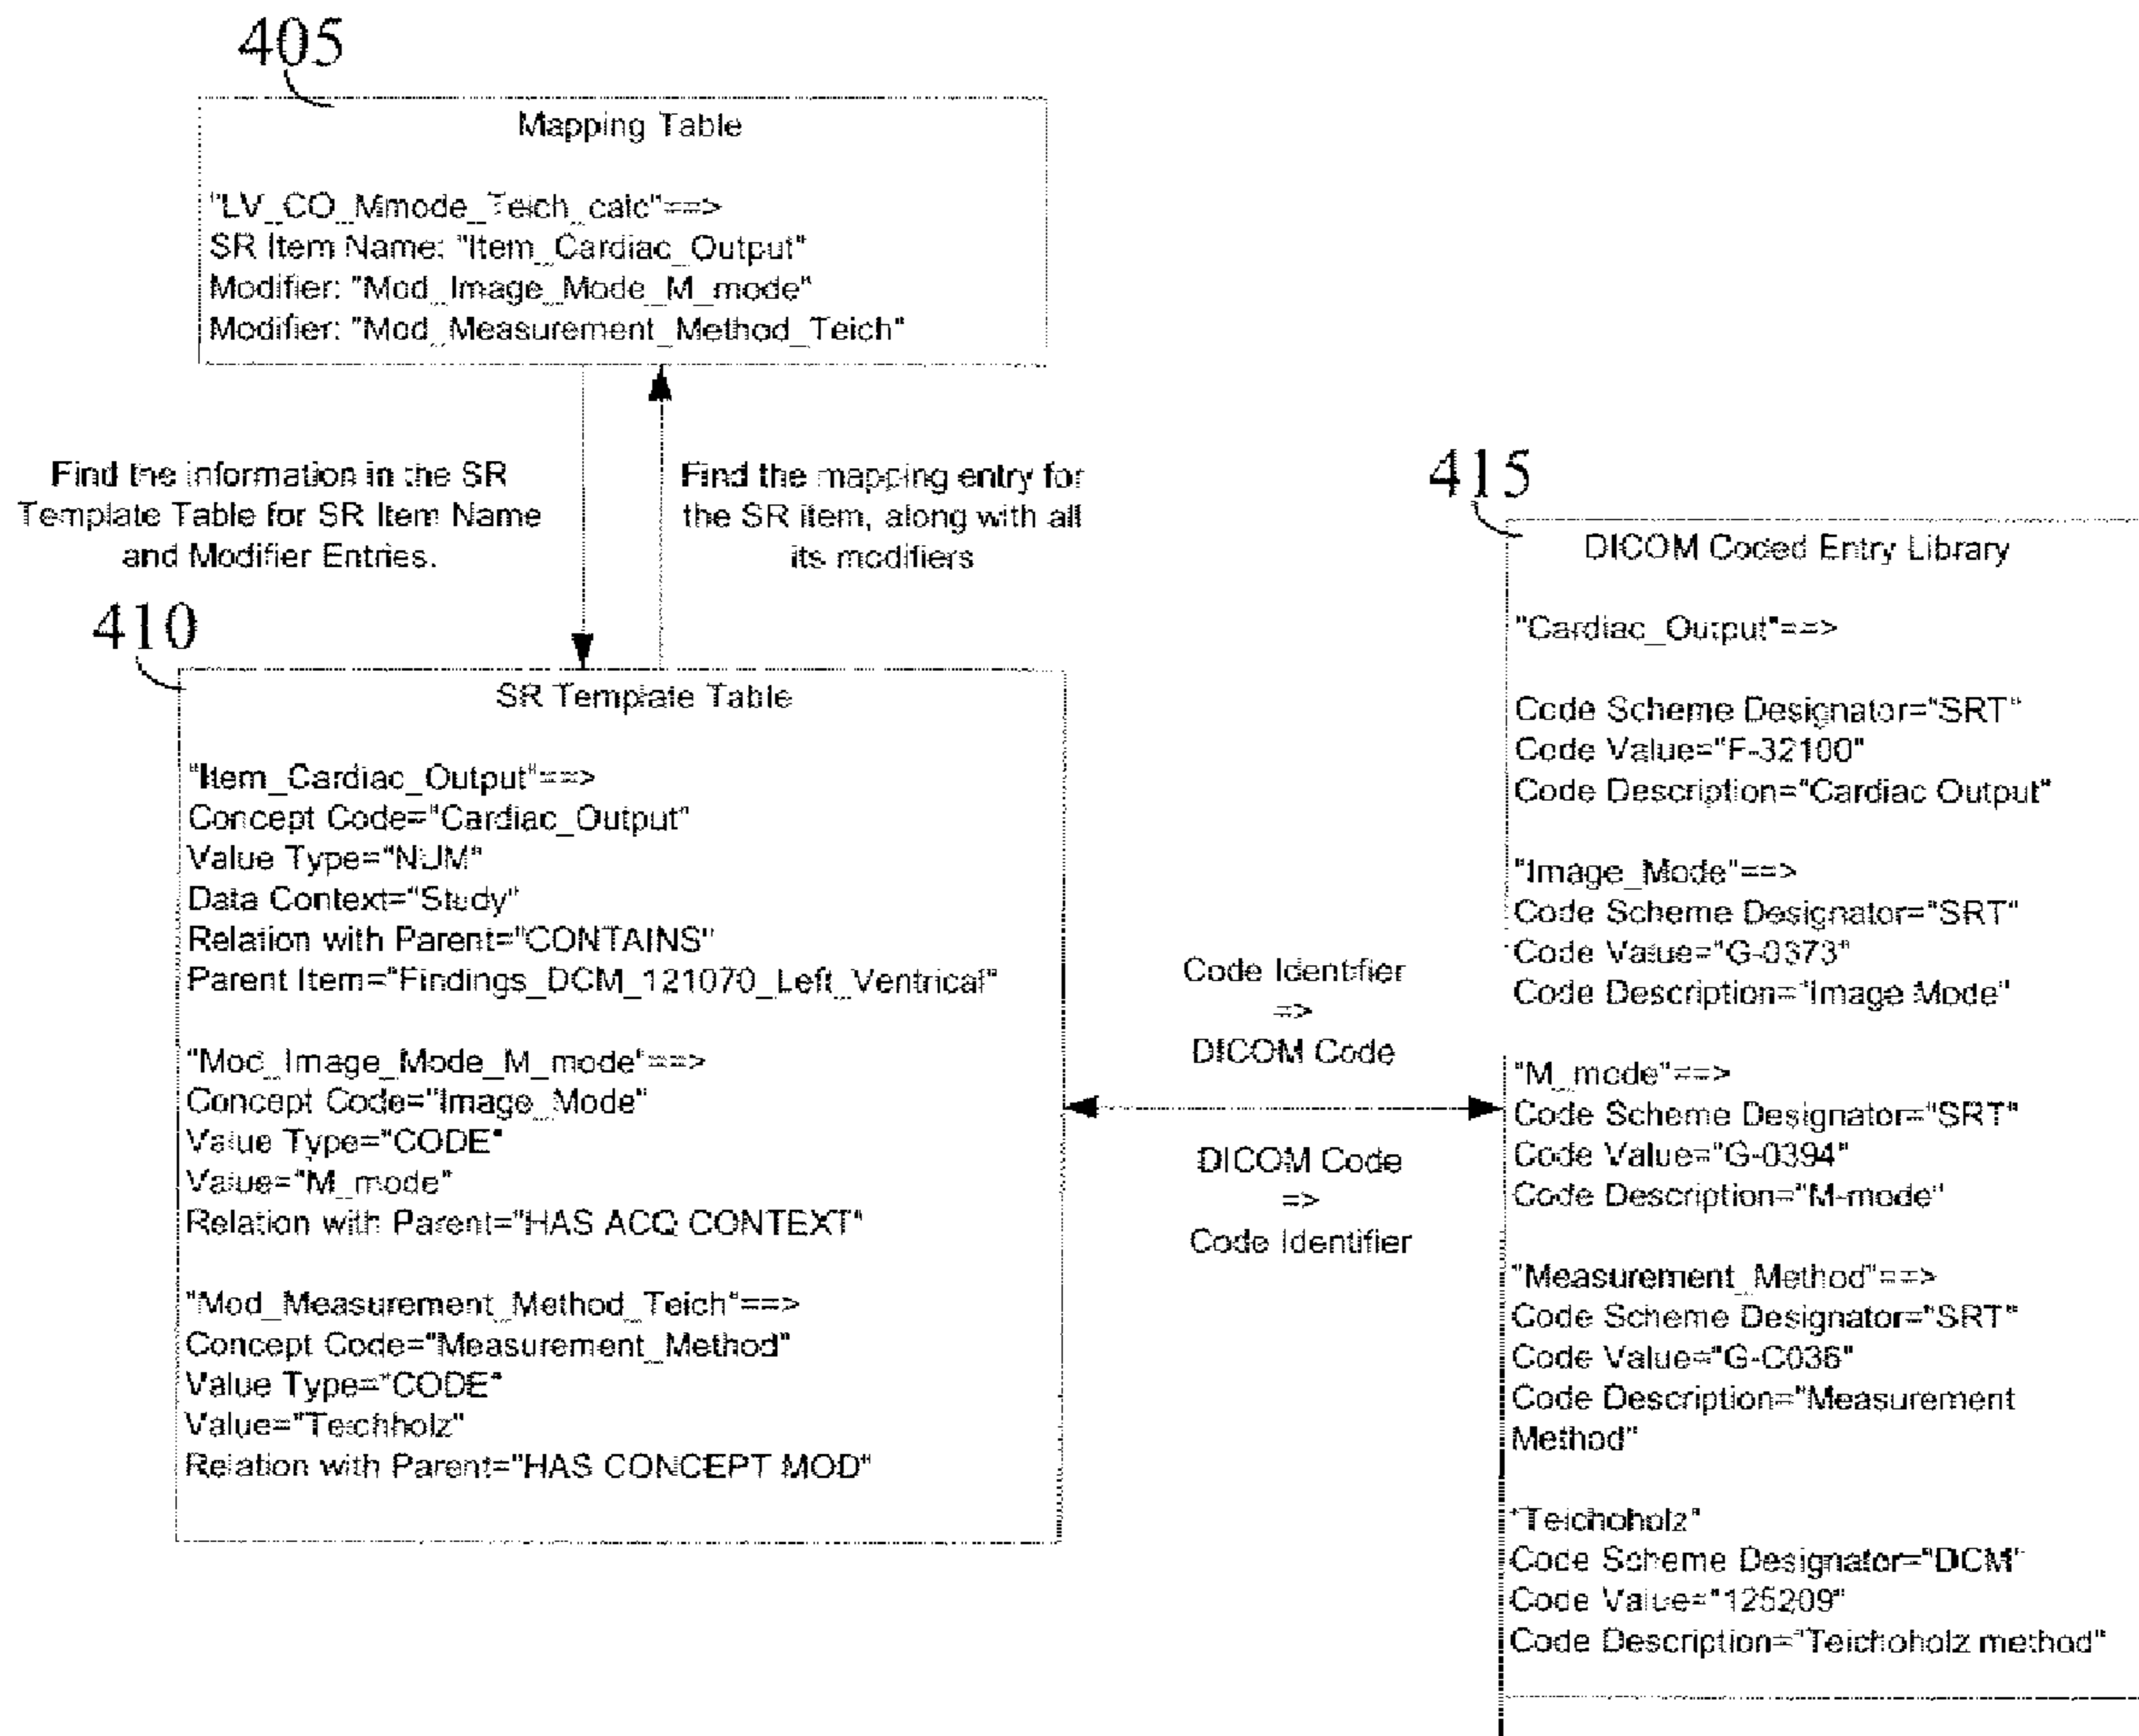 405
Mapping Table
"LV_CO_Mmode_Teich_calc"==>
SR Item Name: "Item_Cardiac_Output"
Modifier: "Mod_Image_Mode_M_mode"
Modifier: "Mod_Measurement_Method_Teich"
Find the information in the SR
Template Table for SR Item Name
and Modifier Entries.
Find the mapping entry for
the SR item, along with all
its modifiers
410
SR Template Table
"Item_Cardiac_Output"==>
Concept Code="Cardiac_Output"
Value Type="NUM"
Data Context="Study"
Relation with Parent="CONTAINS"
Parent Item="Findings_DCM_121070_Left_Ventrical"
"Mod_Image_Mode_M_mode"==>
Concept Code="Image_Mode"
Value Type="CODE"
Value="M_mode"
Relation with Parent="HAS ACQ CONTEXT"
"Mod_Measurement_Method_Teich"==>
Concept Code="Measurement_Method"
Value Type="CODE"
Value="Teichholz"
Relation with Parent="HAS CONCEPT MOD"
Code Identifier
=>
DICOM Code
DICOM Code
=>
Code Identifier
415
DICOM Coded Entry Library
"Cardiac_Output"==>
Code Scheme Designator="SRT"
Code Value="F-32100"
Code Description="Cardiac Output"
"Image_Mode"==>
Code Scheme Designator="SRT"
Code Value="G-0373"
Code Description="Image Mode"
"M_mode"==>
Code Scheme Designator="SRT"
Code Value="G-0394"
Code Description="M-mode"
"Measurement_Method"==>
Code Scheme Designator="SRT"
Code Value="G-C036"
Code Description="Measurement
Method"
"Teichoholz"
Code Scheme Designator="DCM"
Code Value="125209"
Code Description="Teichoholz method"